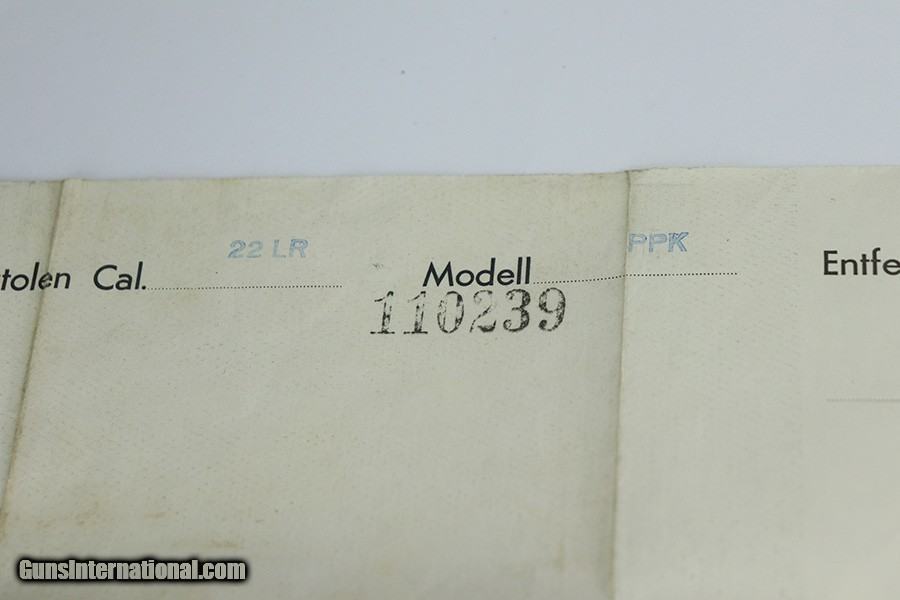 tolen Cal. 22 LR Modell PPK Entfe
110239
GunsInternational.com